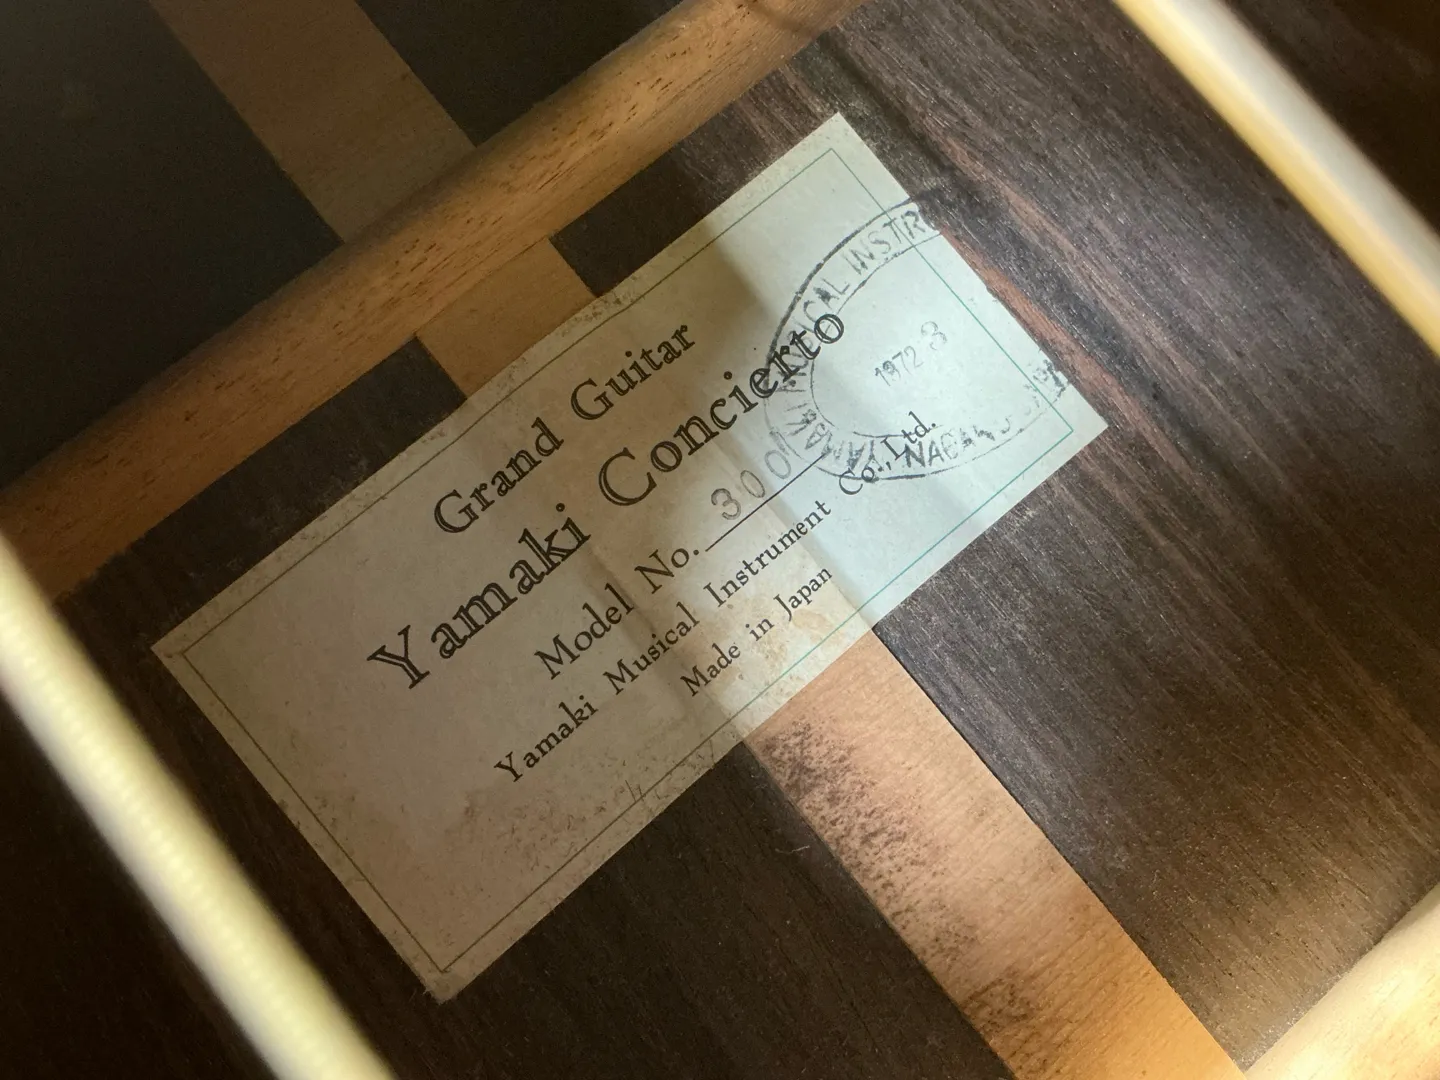 Grand Guitar
Yamaki Concierto
Model No. 300
Yamaki Musical Instrument Co., Ltd.
Made in Japan
1972 3